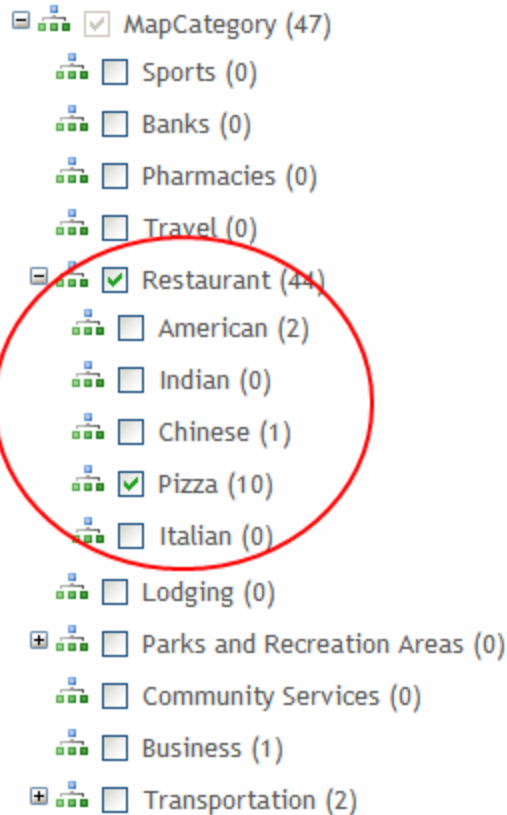 MapCategory (47)
Sports (0)
Banks (0)
Pharmacies (0)
Travel (0)
Restaurant (44)
American (2)
Indian (0)
Chinese (1)
Pizza (10)
Italian (0)
Lodging (0)
Parks and Recreation Areas (0)
Community Services (0)
Business (1)
Transportation (2)